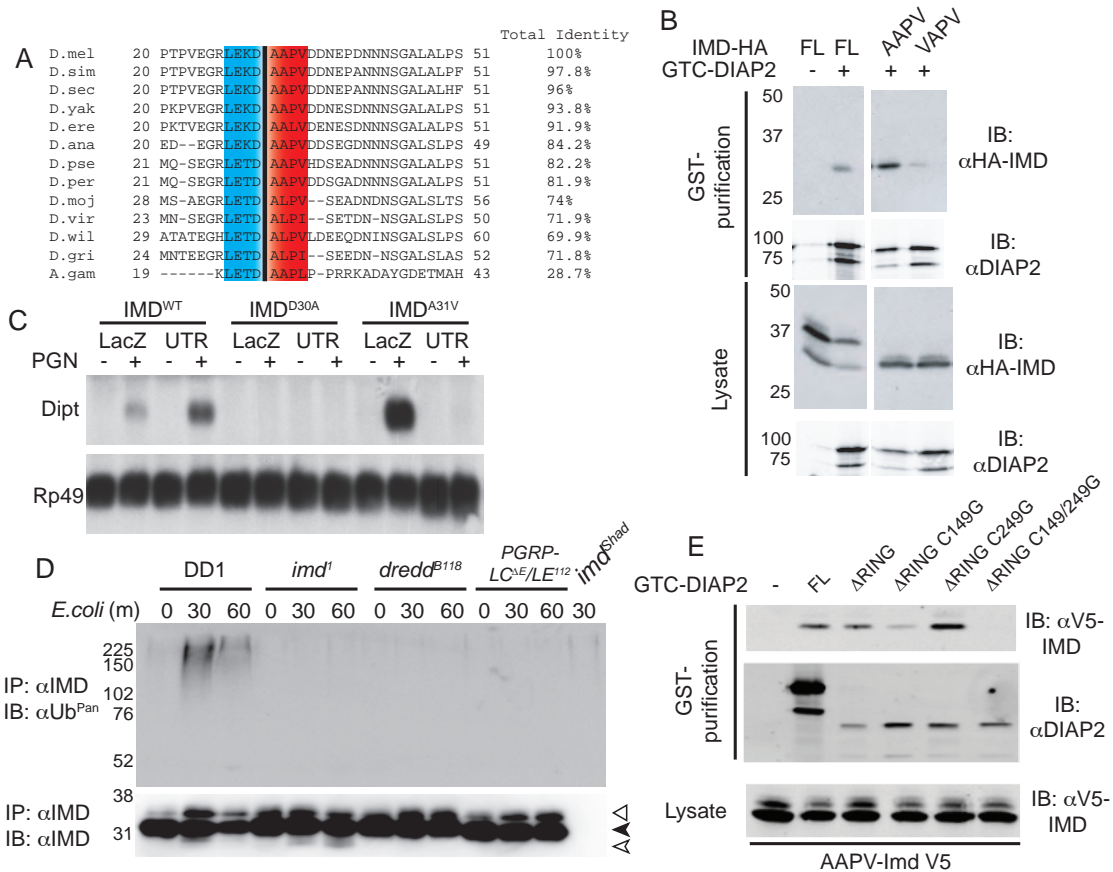 A
Total Identity
D.mel 20 PTPVEGRLEKDAAPVDDNEPDNNNSGALALPS 51 100%
D.sim 20 PTPVEGRLEKDAAPVDDNEPANNNSGALALPF 51 97.8%
D.sec 20 PTPVEGRLEKDAAPVDDNEPANNNSGALALHF 51 96%
D.yak 20 PKPVEGRLEKDAAPVDDNESDNNNSGALALPS 51 93.8%
D.ere 20 PKTVEGRLEKDAALVDENESDNNNSGALALPS 51 91.9%
D.ana 20 ED--EGRLEKDAAPVDDSEGDNNNSGALSLPS 49 84.2%
D.pse 21 MQ-SEGRLETDAAPVHDSEGADNNNSGALALPS 51 82.2%
D.per 21 MQ-SEGRLETDAAPVDDSGADNNNSGALALPS 51 81.9%
D.moj 28 MS-AEGRLETDALPV--SEADNDNSGALSLTS 56 74%
D.vir 23 MN-SEGRLETDALPI--SETDN-NSGALSLPS 50 71.9%
D.wil 29 ATATEGHLETDALPVLDEEQDNINSGALSLPS 60 69.9%
D.gri 24 MNTEEGRLETDALPI--SEEDN-NSGALSLAS 52 71.8%
A.gam 19 ------KLETDAAPLP-PRRKADAYGDETMAH 43 28.7%
B
IMD-HA FL FL AAPV VAPV
GTC-DIAP2 - + + +
GST-
purification
50
37
25
IB:
αHA-IMD
100
75
IB:
αDIAP2
Lysate
50
37
25
IB:
αHA-IMD
100
75
IB:
αDIAP2
C
IMDWT IMDD30A IMDA31V
LacZ UTR LacZ UTR LacZ UTR
PGN - + - + - + - + - + - +
Dipt
Rp49
D
DD1 imd1 dreddB118 PGRP-
LCΔE/LE112 imdShad
E.coli (m) 0 30 60 0 30 60 0 30 60 0 30 60 30
IP: αIMD
IB: αUbPan
225
150
102
76
52
IP: αIMD
IB: αIMD
38
31
E
GTC-DIAP2 - FL ΔRING ΔRING C149G ΔRING C249G ΔRING C149/249G
GST-
purification
IB: αV5-
IMD
IB:
αDIAP2
Lysate
IB: αV5-
IMD
AAPV-Imd V5